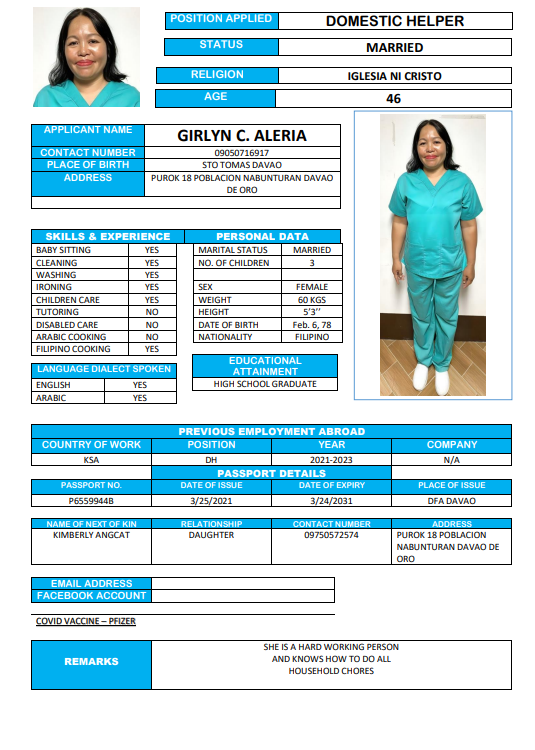 POSITION APPLIED DOMESTIC HELPER
STATUS MARRIED
RELIGION IGLESIA NI CRISTO
AGE 46
APPLICANT NAME GIRLYN C. ALERIA
CONTACT NUMBER 09050716917
PLACE OF BIRTH STO TOMAS DAVAO
ADDRESS PUROK 18 POBLACION NABUNTURAN DAVAO
DE ORO
SKILLS & EXPERIENCE
BABY SITTING YES
CLEANING YES
WASHING YES
IRONING YES
CHILDREN CARE YES
TUTORING NO
DISABLED CARE NO
ARABIC COOKING NO
FILIPINO COOKING YES
PERSONAL DATA
MARITAL STATUS MARRIED
NO. OF CHILDREN 3
SEX FEMALE
WEIGHT 60 KGS
HEIGHT 5'3''
DATE OF BIRTH Feb. 6, 78
NATIONALITY FILIPINO
LANGUAGE DIALECT SPOKEN
ENGLISH YES
ARABIC YES
EDUCATIONAL
ATTAINMENT
HIGH SCHOOL GRADUATE
PREVIOUS EMPLOYMENT ABROAD
COUNTRY OF WORK POSITION YEAR COMPANY
KSA DH 2021-2023 N/A
PASSPORT DETAILS
PASSPORT NO. DATE OF ISSUE DATE OF EXPIRY PLACE OF ISSUE
P6559944B 3/25/2021 3/24/2031 DFA DAVAO
NAME OF NEXT OF KIN RELATIONSHIP CONTACT NUMBER ADDRESS
KIMBERLY ANGCAT DAUGHTER 09750572574 PUROK 18 POBLACION
NABUNTURAN DAVAO DE
ORO
EMAIL ADDRESS
FACEBOOK ACCOUNT
COVID VACCINE – PFIZER
REMARKS
SHE IS A HARD WORKING PERSON
AND KNOWS HOW TO DO ALL
HOUSEHOLD CHORES